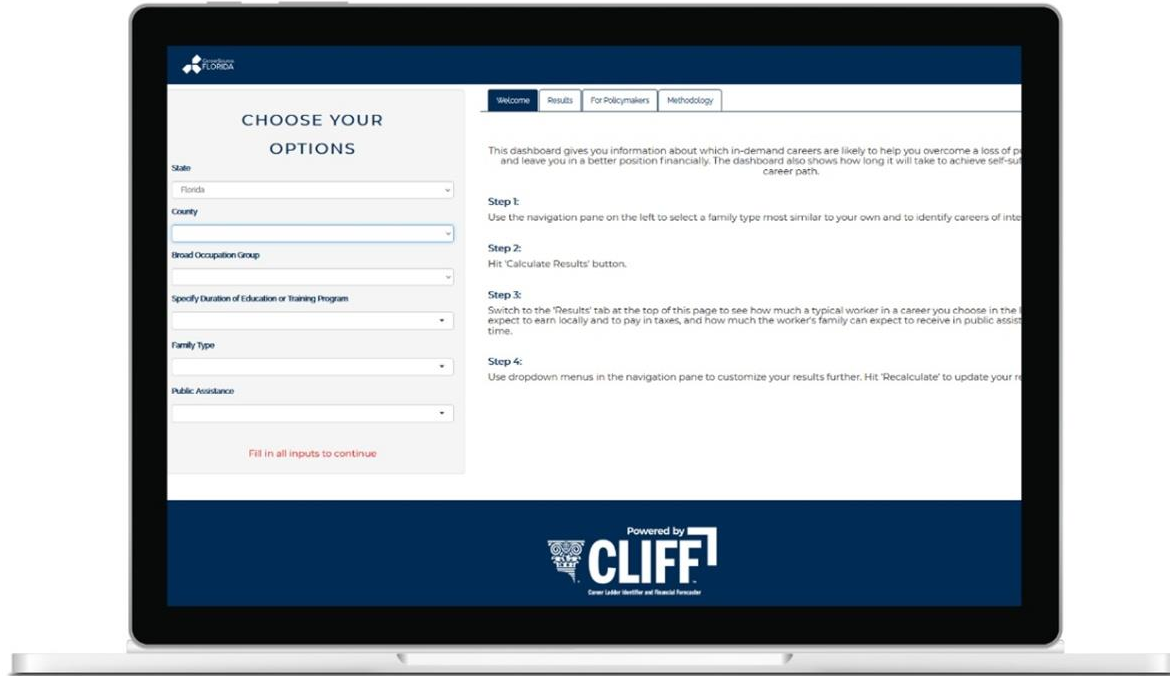 CareerSource
FLORIDA
CHOOSE YOUR
OPTIONS
State
Florida
County
Broad Occupation Group
Specify Duration of Education or Training Program
Family Type
Public Assistance
Fill in all inputs to continue
Welcome
Results
For Policymakers
Methodology
This dashboard gives you information about which in-demand careers are likely to help you overcome a loss of p
and leave you in a better position financially. The dashboard also shows how long it will take to achieve self-su
career path.
Step 1:
Use the navigation pane on the left to select a family type most similar to your own and to identify careers of inte
Step 2:
Hit 'Calculate Results' button.
Step 3:
Switch to the 'Results' tab at the top of this page to see how much a typical worker in a career you choose in the
expect to earn locally and to pay in taxes, and how much the worker's family can expect to receive in public assist
time.
Step 4:
Use dropdown menus in the navigation pane to customize your results further. Hit 'Recalculate' to update your re
Powered by
CLIFF
Career Ladder Identifier and Financial Forecaster